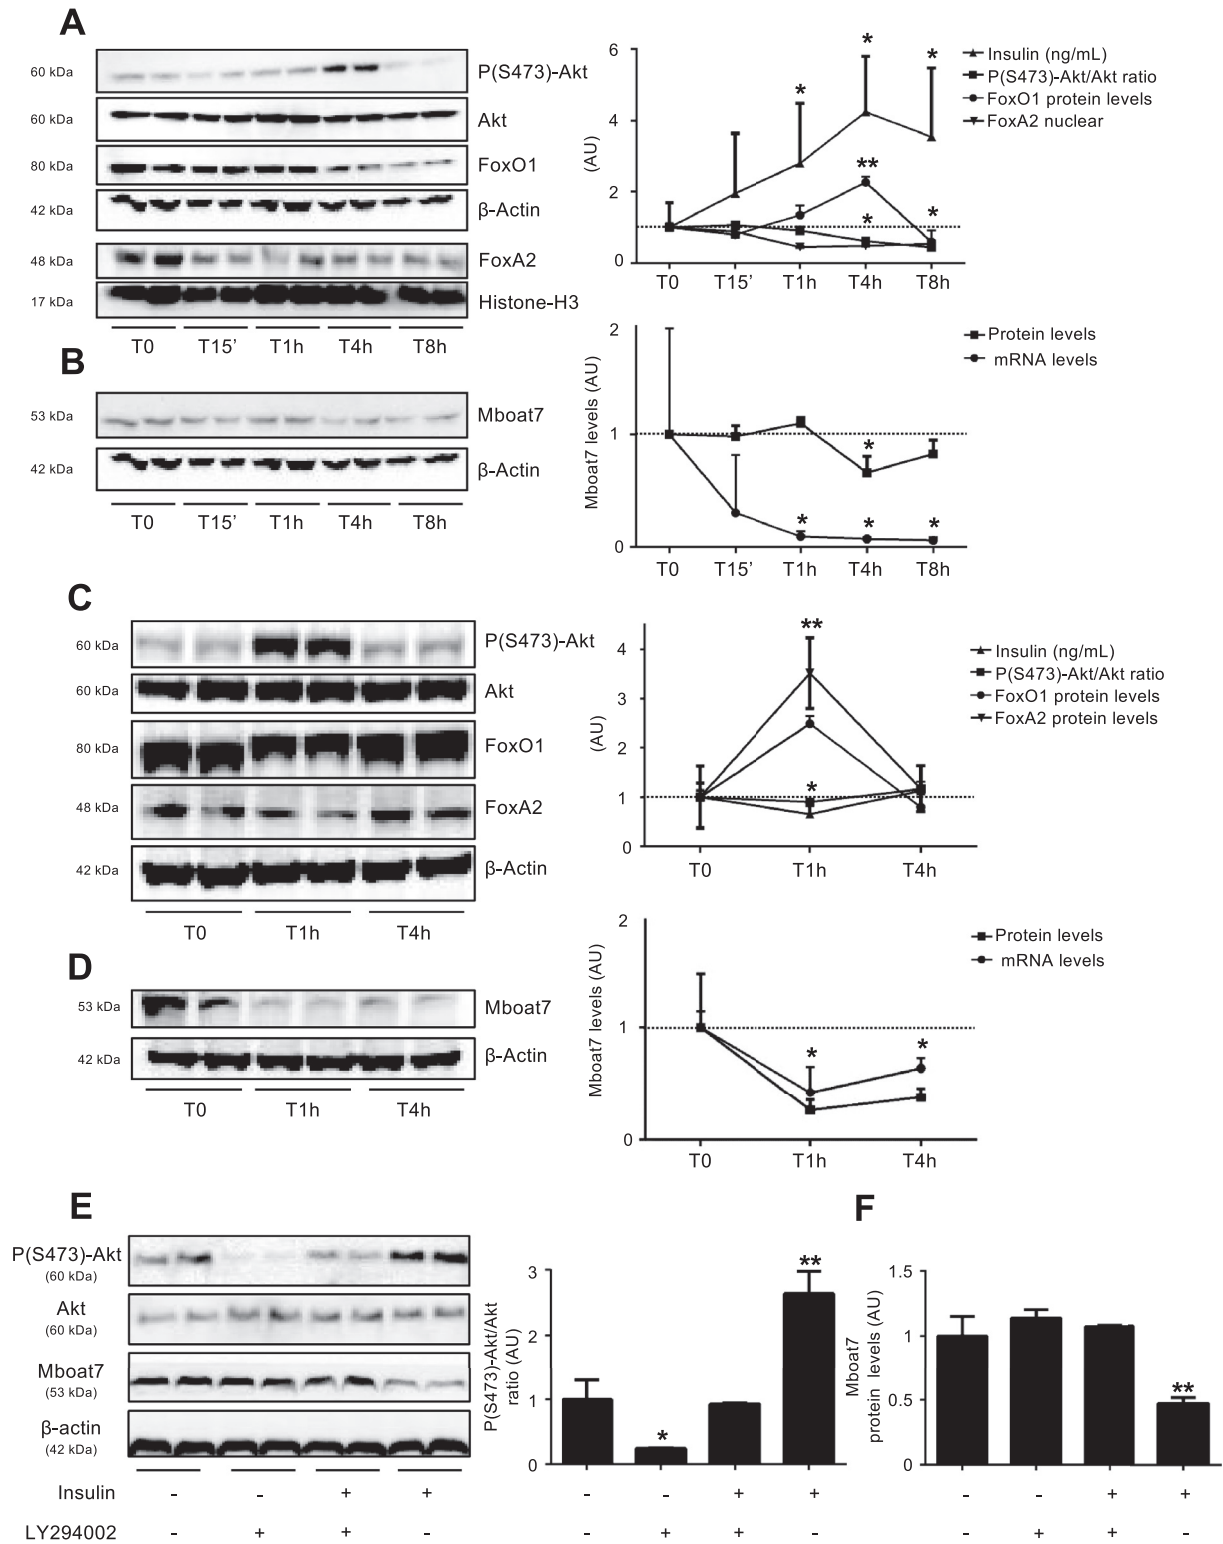 A
60 kDa P(S473)-Akt
60 kDa Akt
80 kDa FoxO1
42 kDa β-Actin
48 kDa FoxA2
17 kDa Histone-H3
T0 T15' T1h T4h T8h
6
4
2
0
(AU)
* * *
**
* *
T0 T15' T1h T4h T8h
Insulin (ng/mL)
P(S473)-Akt/Akt ratio
FoxO1 protein levels
FoxA2 nuclear
B
53 kDa Mboat7
42 kDa β-Actin
T0 T15' T1h T4h T8h
2
1
0
Mboat7 levels (AU)
*
* * *
T0 T15' T1h T4h T8h
Protein levels
mRNA levels
C
60 kDa P(S473)-Akt
60 kDa Akt
80 kDa FoxO1
48 kDa FoxA2
42 kDa β-Actin
T0 T1h T4h
4
3
2
1
0
(AU)
**
*
T0 T1h T4h
Insulin (ng/mL)
P(S473)-Akt/Akt ratio
FoxO1 protein levels
FoxA2 protein levels
D
53 kDa Mboat7
42 kDa β-Actin
T0 T1h T4h
2
1
0
Mboat7 levels (AU)
* *
T0 T1h T4h
Protein levels
mRNA levels
E
P(S473)-Akt
(60 kDa)
Akt
(60 kDa)
Mboat7
(53 kDa)
β-actin
(42 kDa)
Insulin - - + +
LY294002 - + + -
3
2
1
0
P(S473)-Akt/Akt
ratio (AU)
*
**
- - + +
- + + -
F
1.5
1
0.5
0
Mboat7
protein levels (AU)
**
- - + +
- + + -